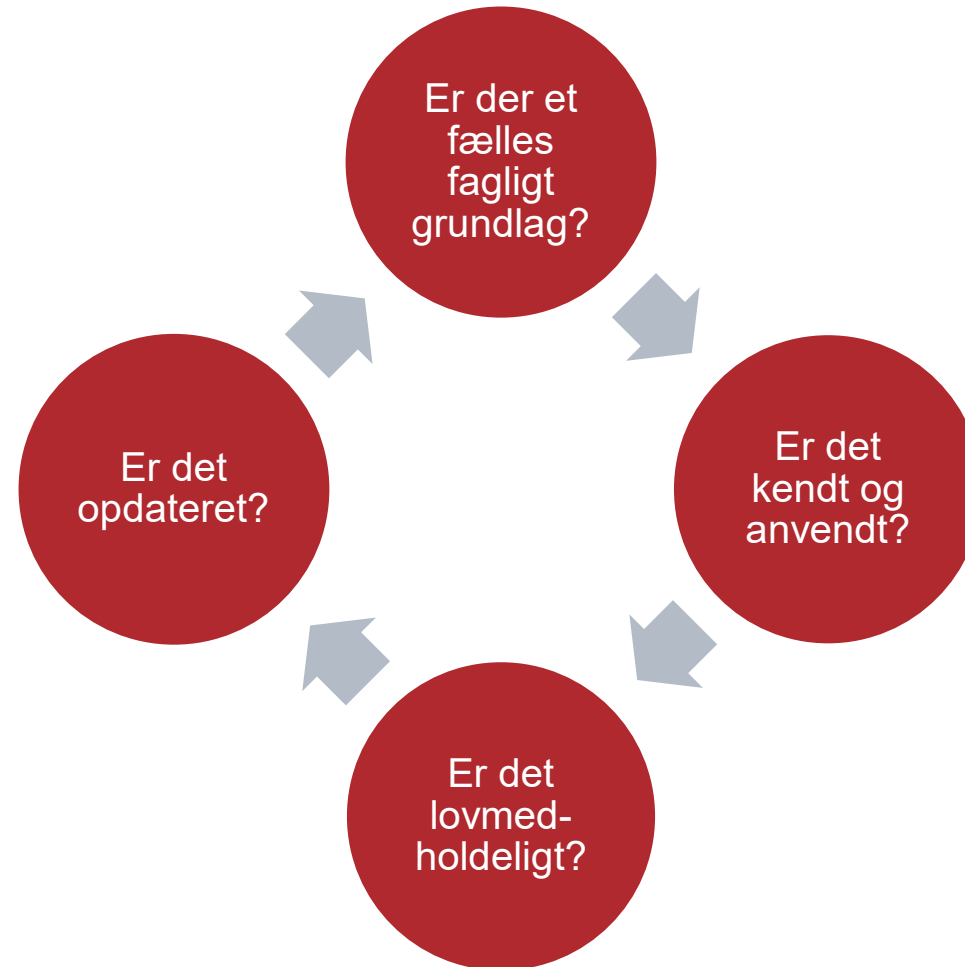 Er der et
fælles
fagligt
grundlag?
Er det
kendt og
anvendt?
Er det
lovmed-
holdeligt?
Er det
opdateret?